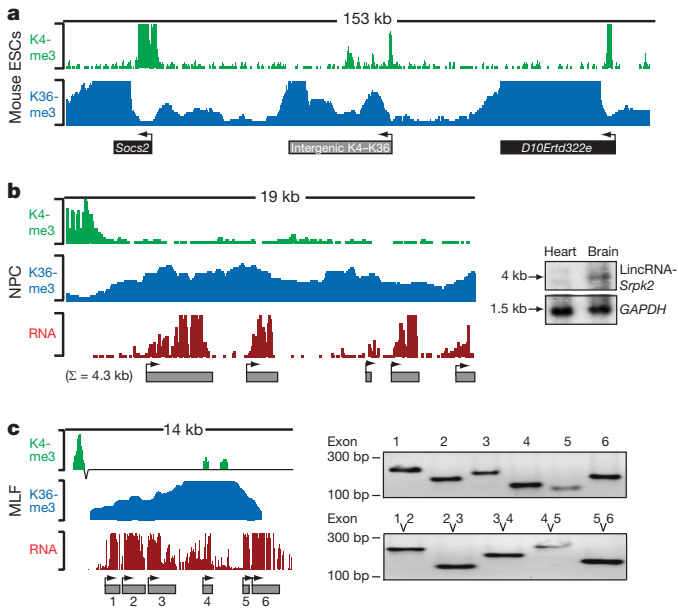 a
153 kb
Mouse ESCs
K4-
me3
K36-
me3
Socs2
Intergenic K4–K36
D10Ertd322e
b
19 kb
NPC
K4-
me3
K36-
me3
RNA
(Σ = 4.3 kb)
Heart Brain
4 kb
LincRNA-
Srpk2
1.5 kb
GAPDH
c
14 kb
MLF
K4-
me3
K36-
me3
RNA
1 2 3 4 5 6
Exon 1 2 3 4 5 6
300 bp
100 bp
Exon 1,2 2,3 3,4 4,5 5,6
300 bp
100 bp